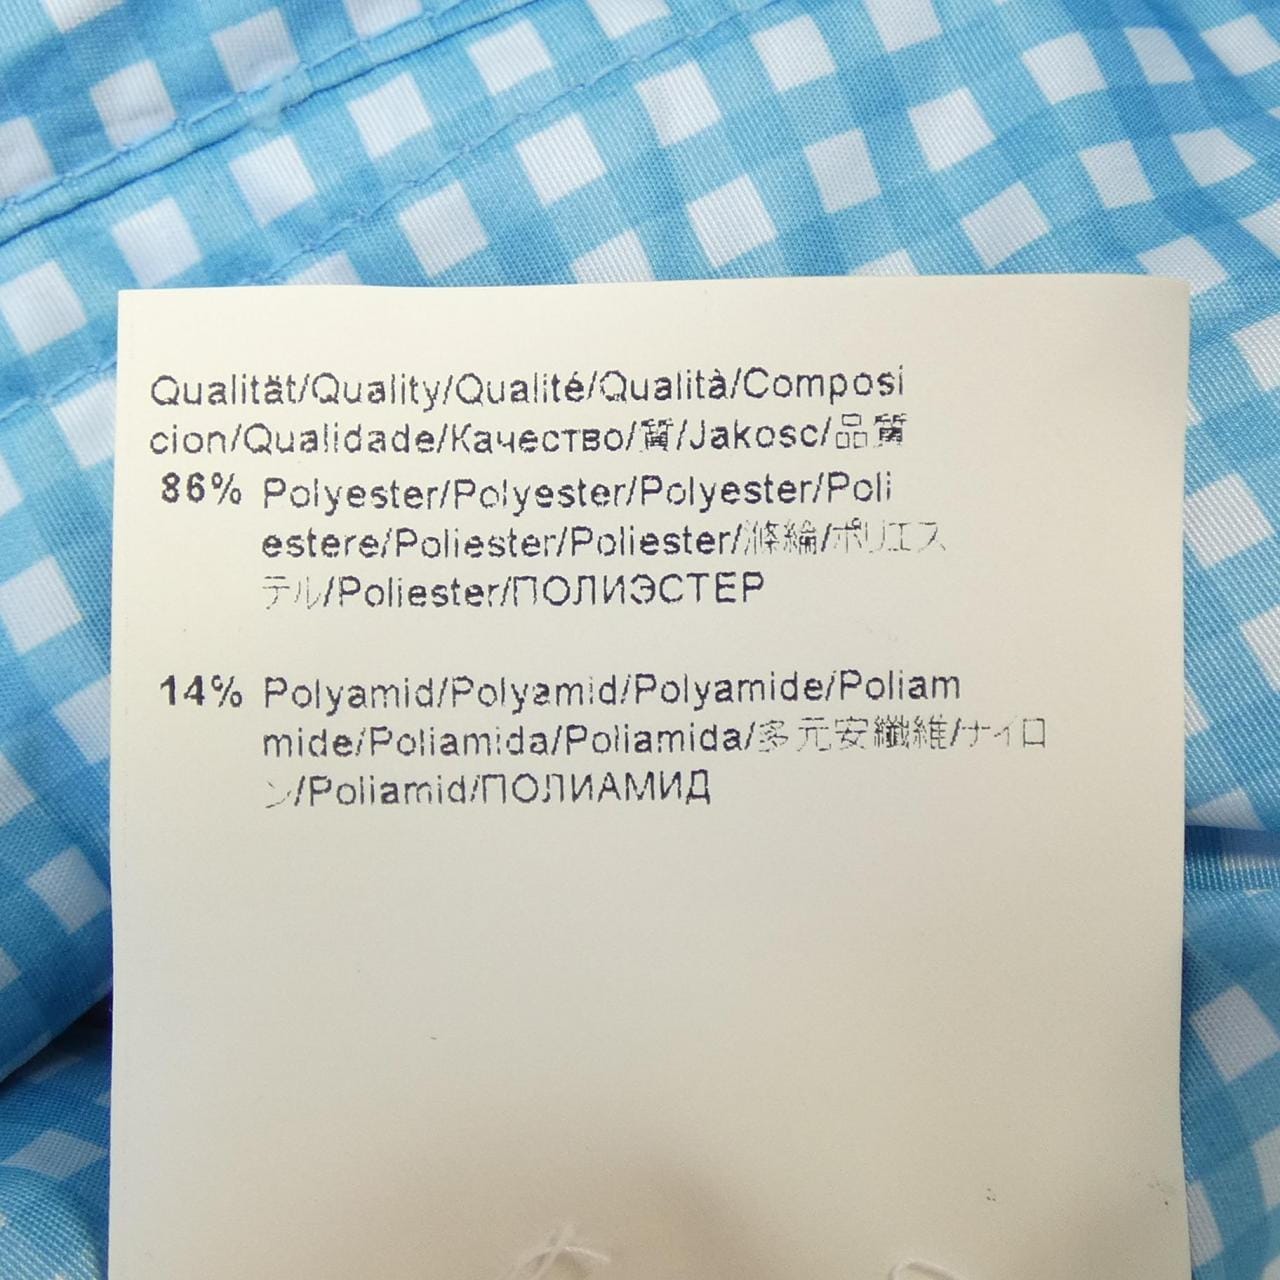 Qualität/Quality/Qualité/Qualità/Composi
cion/Qualidade/Качество/質/Jakosc/品質
86% Polyester/Polyester/Polyester/Poli
estere/Poliester/Poliester/滌綸/ポリエス
テル/Poliester/ПОЛИЭСТЕР
14% Polyamid/Polyamid/Polyamide/Poliam
mide/Poliamida/Poliamida/多元安纖維/ナイロ
ン/Poliamid/ПОЛИАМИД